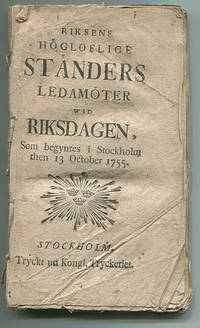 RIKSENS
HÖGLOFLIGE
STÄNDERS
LEDAMÖTER
WID
RIKSDAGEN,
Som begyntes i Stockholm
then 13 October 1755.
STOCKHOLM,
Tryckt uti Kongl. Tryckeriet.